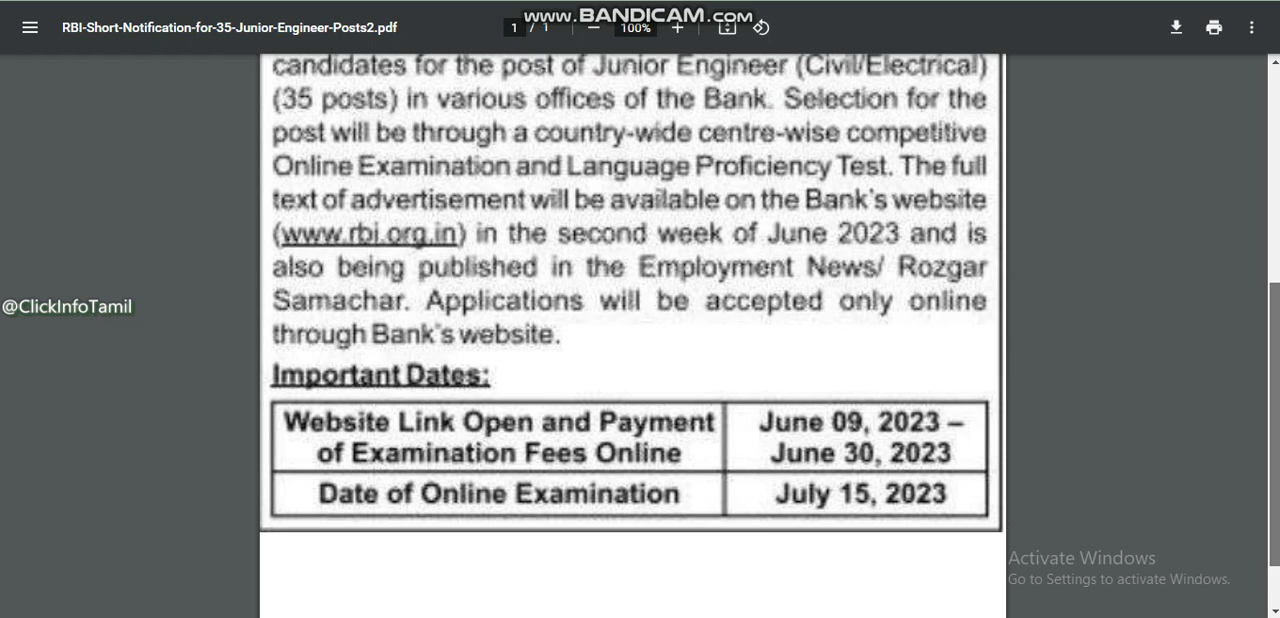 www.BANDICAM.com
RBI-Short-Notification-for-35-Junior-Engineer-Posts2.pdf
1 / 1
100%
candidates for the post of Junior Engineer (Civil/Electrical)
(35 posts) in various offices of the Bank. Selection for the
post will be through a country-wide centre-wise competitive
Online Examination and Language Proficiency Test. The full
text of advertisement will be available on the Bank's website
(www.rbi.org.in) in the second week of June 2023 and is
also being published in the Employment News/ Rozgar
Samachar. Applications will be accepted only online
through Bank's website.
@ClickInfoTamil
Important Dates:
Website Link Open and Payment
of Examination Fees Online
June 09, 2023 –
June 30, 2023
Date of Online Examination
July 15, 2023
Activate Windows
Go to Settings to activate Windows.